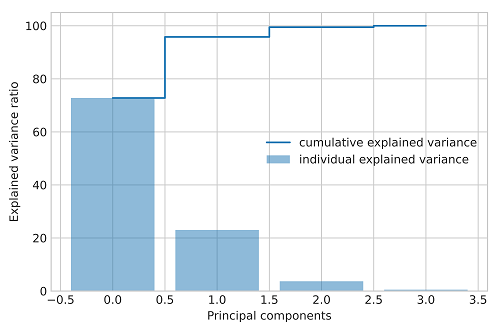 100
80
60
40
20
0
Explained variance ratio
cumulative explained variance
individual explained variance
−0.5 0.0 0.5 1.0 1.5 2.0 2.5 3.0 3.5
Principal components